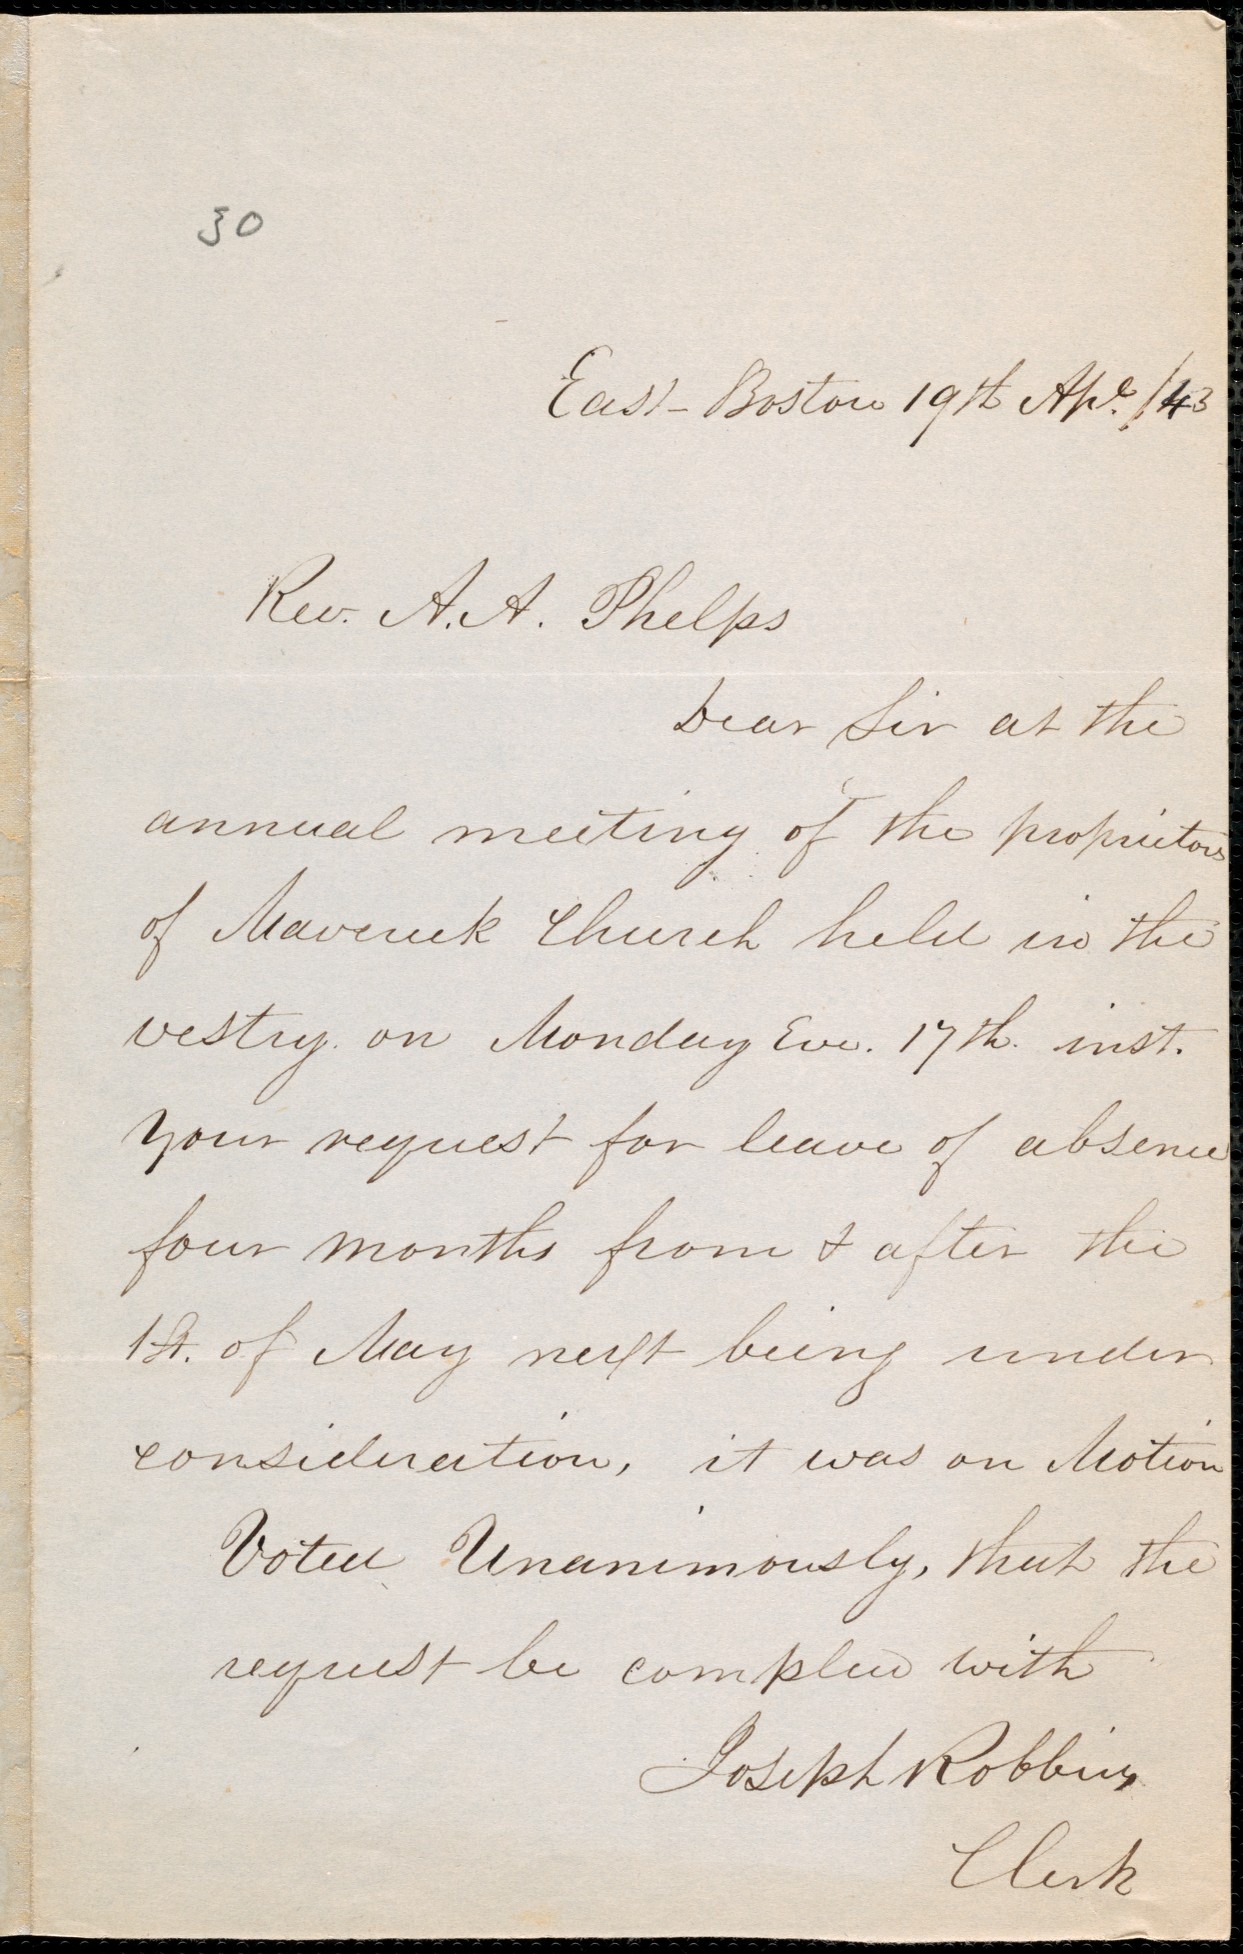 30
East-Boston 19th Apl. /43
Rev. A. A. Phelps
Dear Sir at the
annual meeting of the proprietors
of Maverick Church held in the
vestry on Monday Eve. 17th. inst.
Your request for leave of absence
four months from & after the
1st. of May next being under
consideration, it was on Motion
Voted Unanimously, that the
request be complied with
Joseph Robbins
Clerk